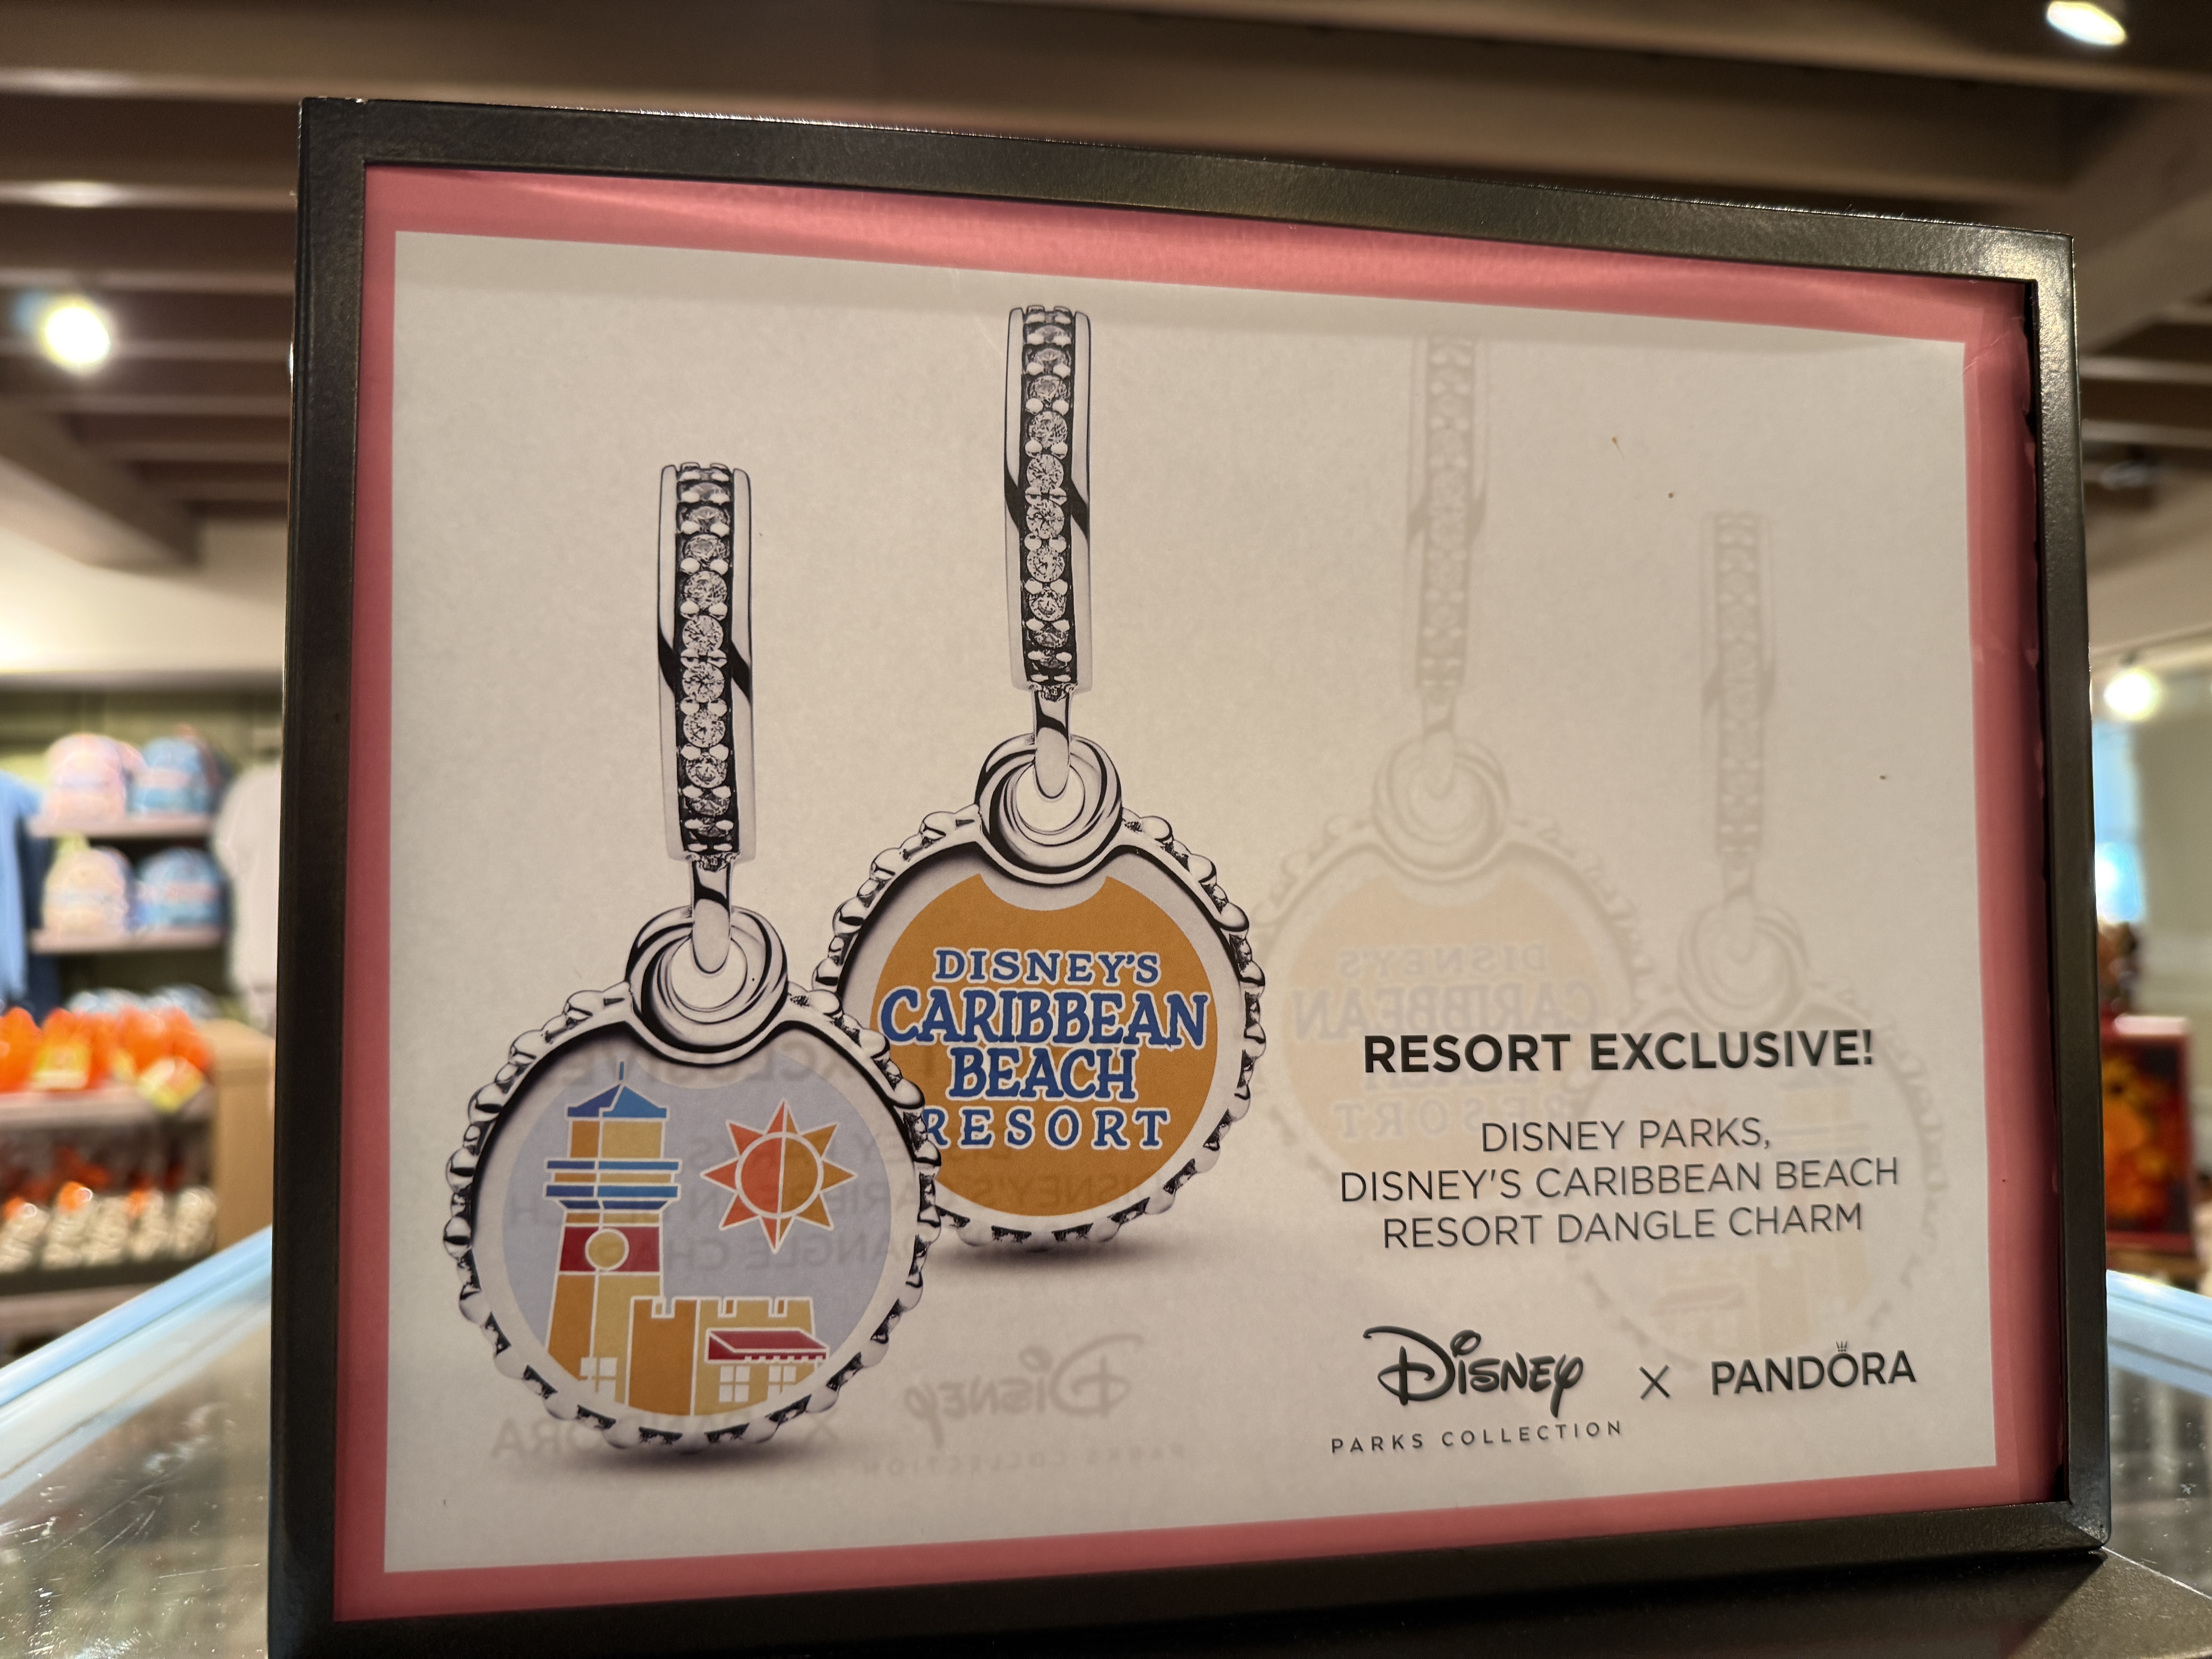 DISNEY'S
CARIBBEAN
BEACH
RESORT
RESORT EXCLUSIVE!
DISNEY PARKS,
DISNEY'S CARIBBEAN BEACH
RESORT DANGLE CHARM
Disney
PARKS COLLECTION
X PANDORA